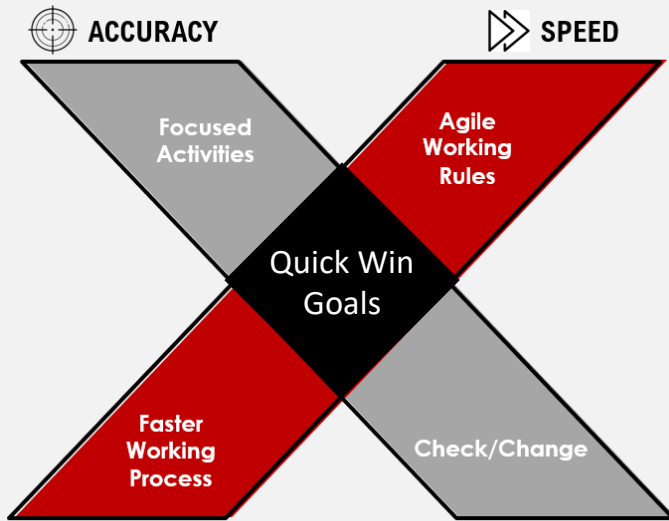 ACCURACY
SPEED
Focused
Activities
Agile
Working
Rules
Quick Win
Goals
Faster
Working
Process
Check/Change